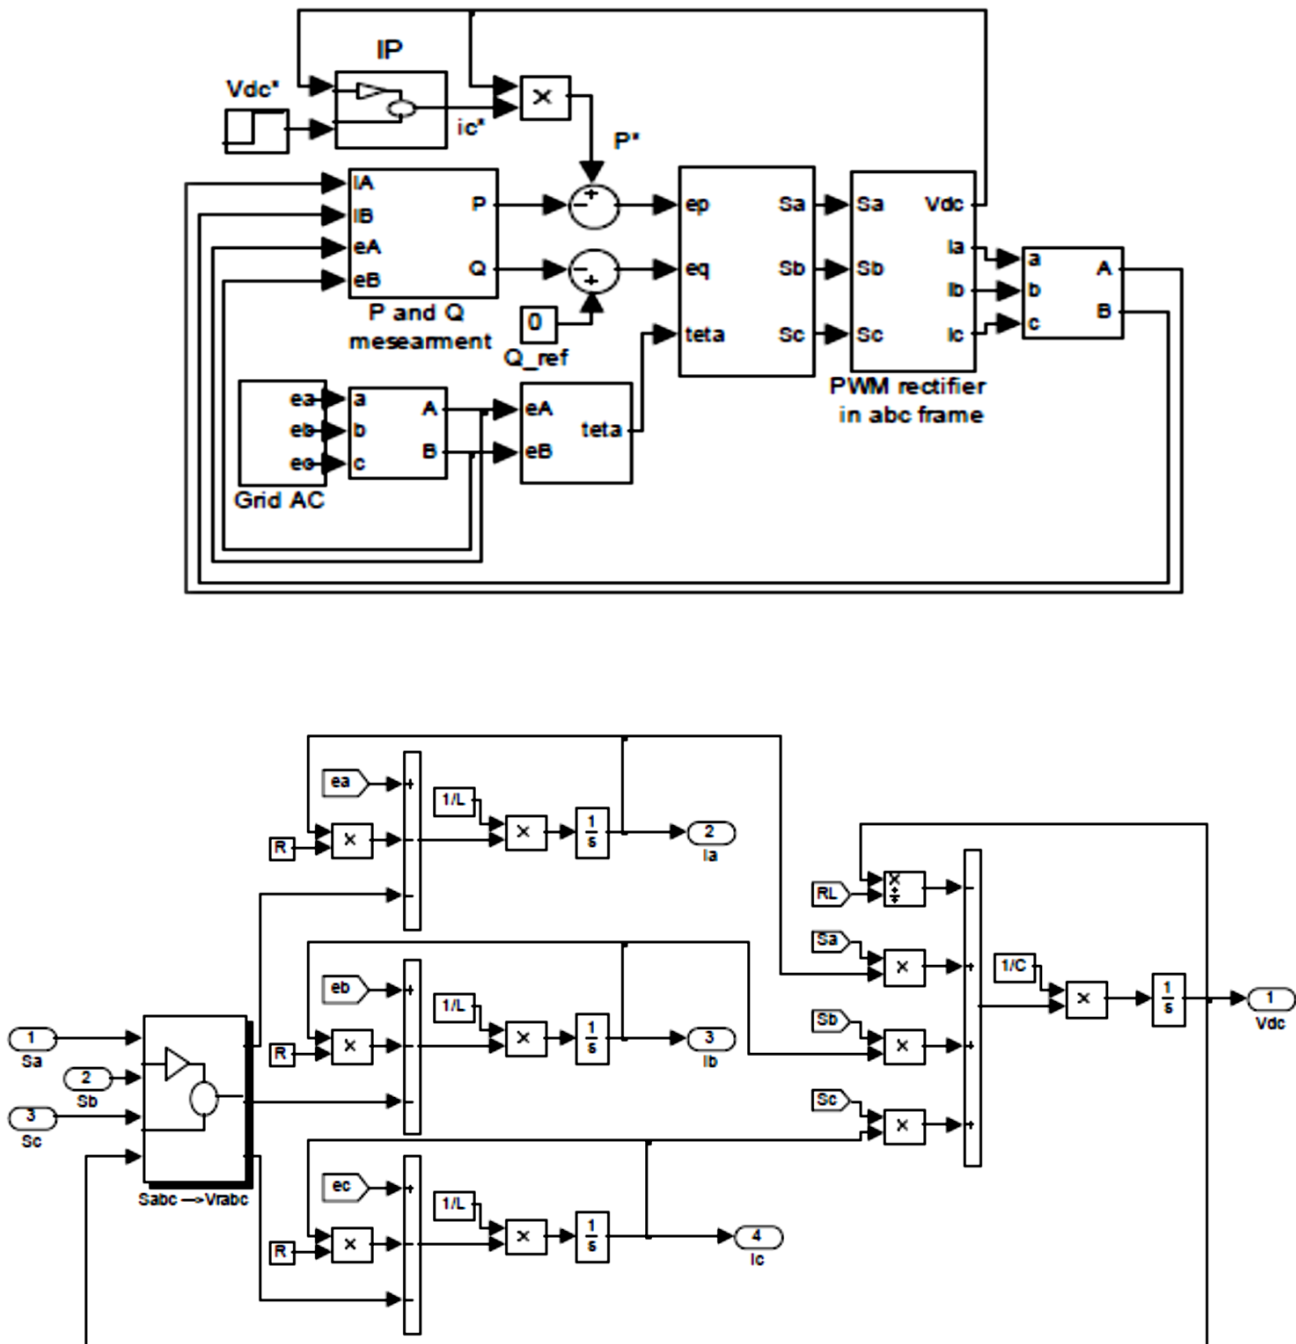 IP
Vdc*
ic*
×
P*
IA
IB
eA
eB
P
Q
P and Q
mesearment
-
+
-
+
0
Q_ref
ep
eq
teta
Sa
Sb
Sc
Sa
Sb
Sc
Vdc
Ia
Ib
Ic
PWM rectifier
in abc frame
a
b
c
A
B
ea
eb
ec
Grid AC
a
b
c
A
B
eA
eB
teta
ea
R
×
+
-
-
1/L
×
1
s
2
Ia
eb
R
×
+
-
-
1/L
×
1
s
3
Ib
ec
R
×
+
-
-
1/L
×
1
s
4
Ic
1
Sa
2
Sb
3
Sc
Sabc —>Vrabc
RL
×
÷
Sa
×
Sb
×
Sc
×
-
+
+
+
1/C
×
1
s
1
Vdc